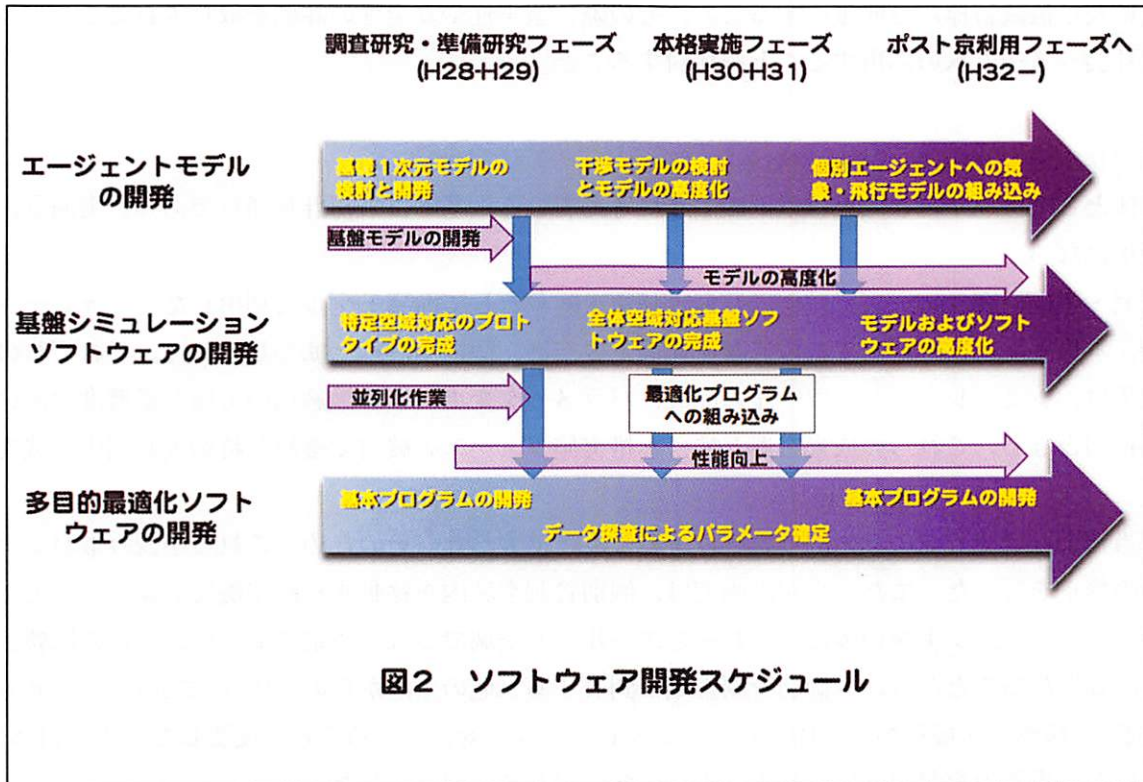 調査研究・準備研究フェーズ
(H28-H29)
本格実施フェーズ
(H30-H31)
ポスト京利用フェーズへ
(H32ー)
エージェントモデル
の開発
基礎1次元モデルの
検討と開発
干渉モデルの検討
とモデルの高度化
個別エージェントへの気
象・飛行モデルの組み込み
基盤モデルの開発
モデルの高度化
基盤シミュレーション
ソフトウェアの開発
特定空域対応のプロト
タイプの完成
全体空域対応基盤ソフ
トウェアの完成
モデルおよびソフト
ウェアの高度化
並列化作業
最適化プログラム
への組み込み
性能向上
多目的最適化ソフト
ウェアの開発
基本プログラムの開発
基本プログラムの開発
データ探査によるパラメータ確定
図2 ソフトウェア開発スケジュール